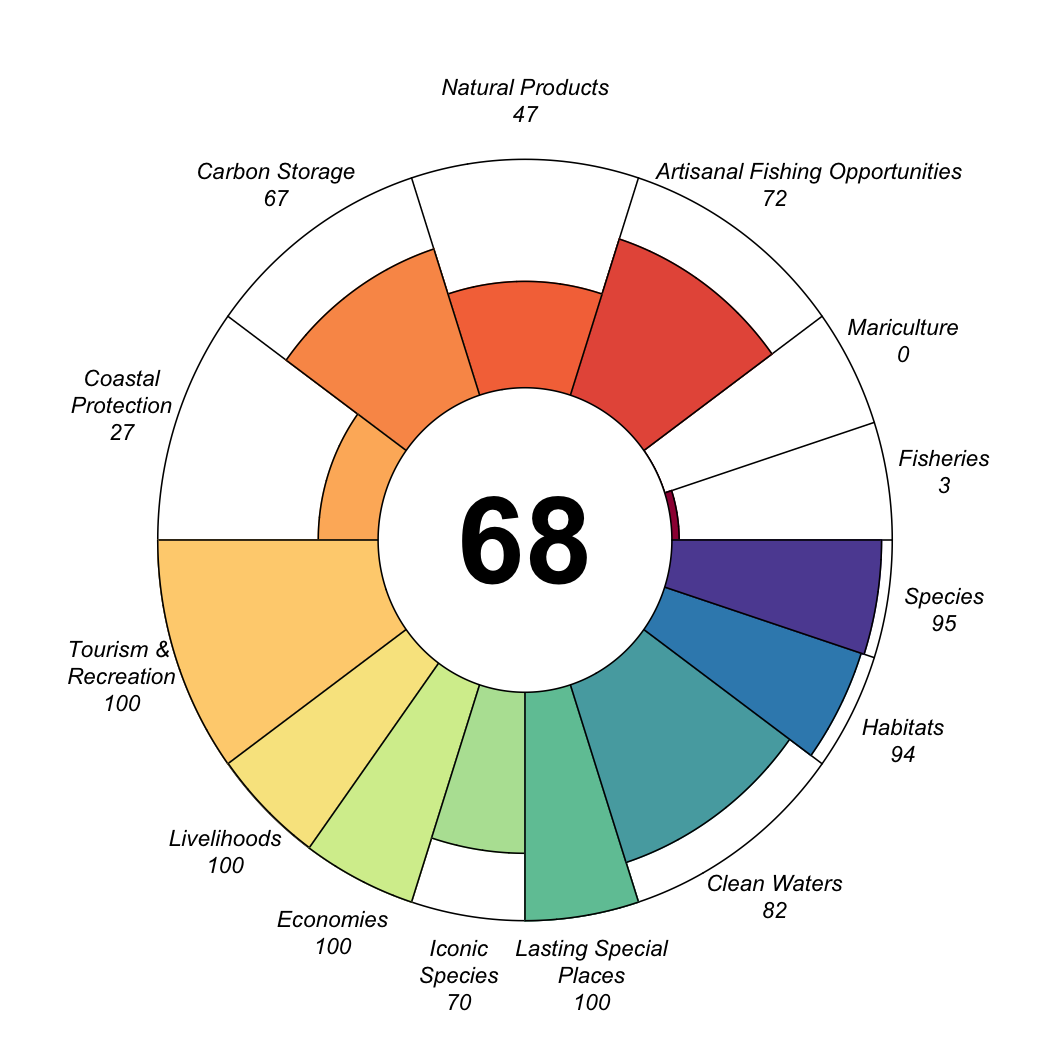 Natural Products
47
Carbon Storage
67
Artisanal Fishing Opportunities
72
Mariculture
0
Coastal
Protection
27
Fisheries
3
68
Species
95
Tourism &
Recreation
100
Habitats
94
Livelihoods
100
Clean Waters
82
Economies
100
Iconic
Species
70
Lasting Special
Places
100